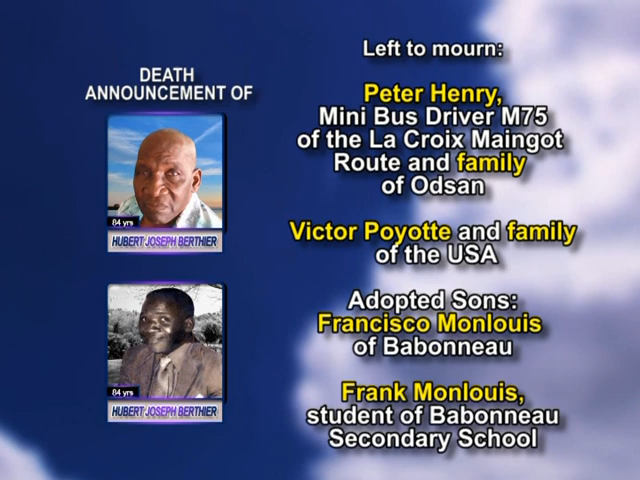 DEATH
ANNOUNCEMENT OF
84 yrs
HUBERT JOSEPH BERTHIER
84 yrs
HUBERT JOSEPH BERTHIER
Left to mourn:
Peter Henry,
Mini Bus Driver M75
of the La Croix Maingot
Route and family
of Odsan
Victor Poyotte and family
of the USA
Adopted Sons:
Francisco Monlouis
of Babonneau
Frank Monlouis,
student of Babonneau
Secondary School